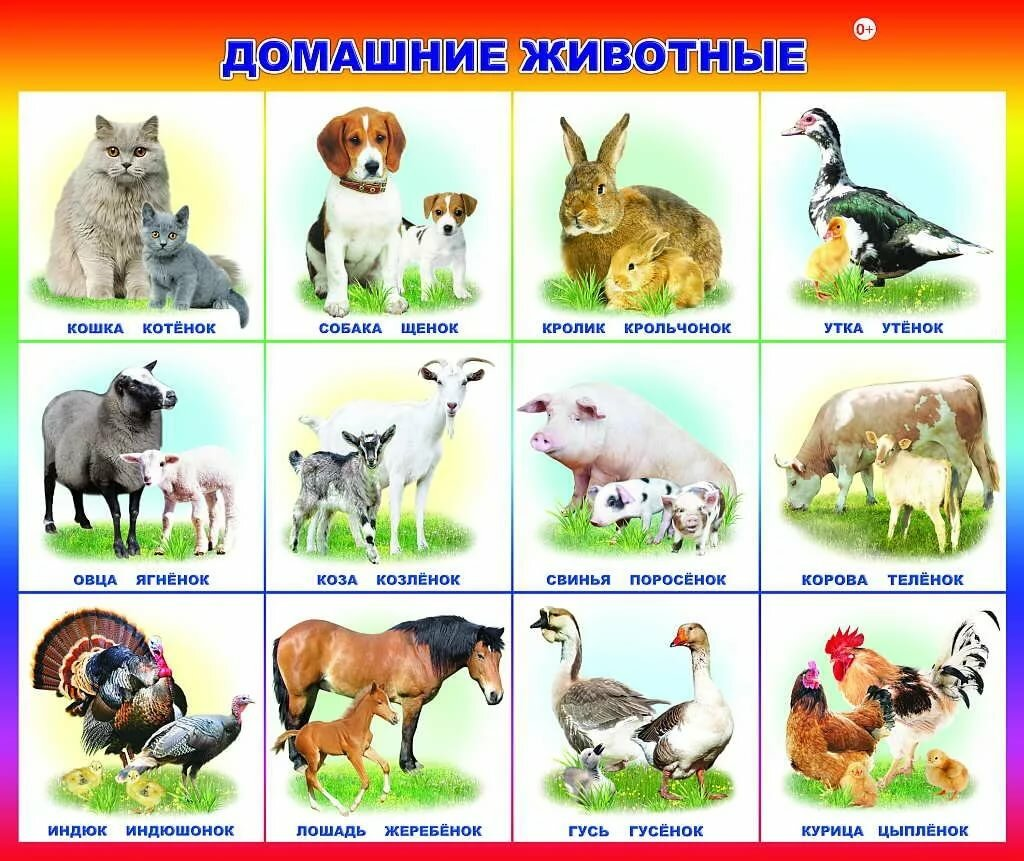 0+
ДОМАШНИЕ ЖИВОТНЫЕ
КОШКА КОТЁНОК
СОБАКА ЩЕНОК
КРОЛИК КРОЛЬЧОНОК
УТКА УТЁНОК
ОВЦА ЯГНЁНОК
КОЗА КОЗЛЁНОК
СВИНЬЯ ПОРОСЁНОК
КОРОВА ТЕЛЁНОК
ИНДЮК ИНДЮШОНОК
ЛОШАДЬ ЖЕРЕБЁНОК
ГУСЬ ГУСЁНОК
КУРИЦА ЦЫПЛЁНОК